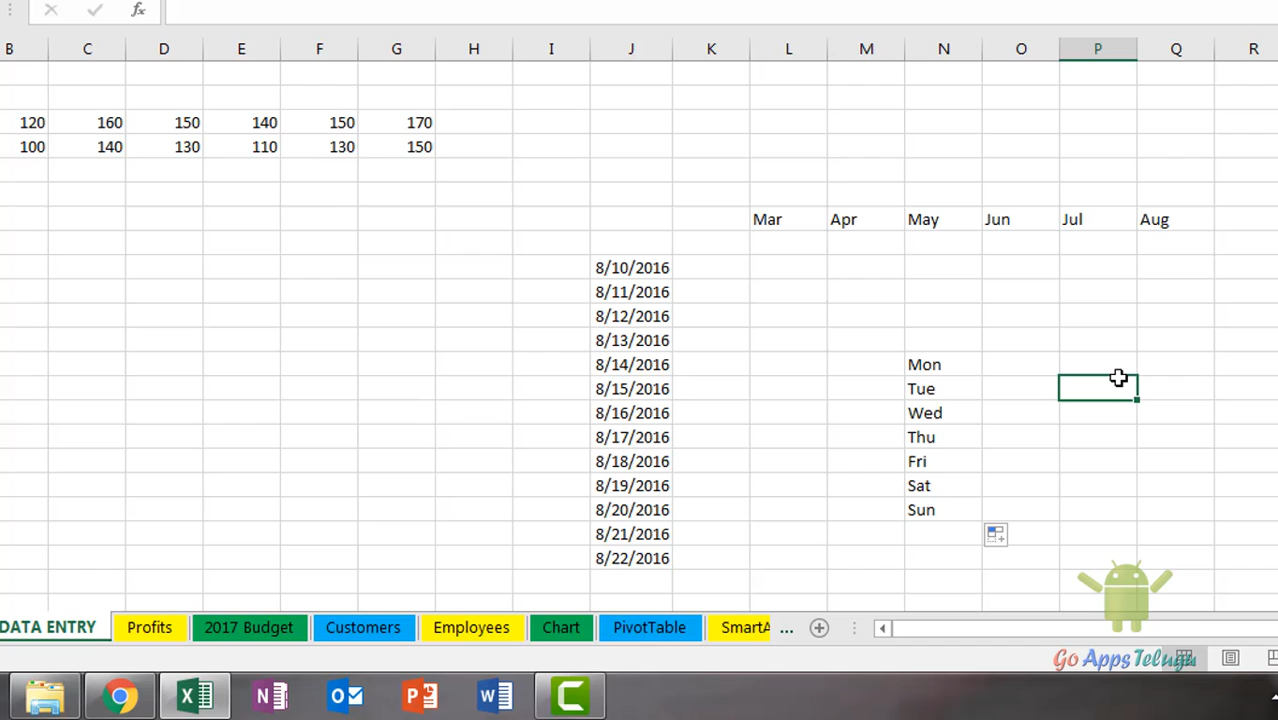 fx
B C D E F G H I J K L M N O P Q R
120 160 150 140 150 170
100 140 130 110 130 150
Mar Apr May Jun Jul Aug
8/10/2016
8/11/2016
8/12/2016
8/13/2016
8/14/2016 Mon
8/15/2016 Tue
8/16/2016 Wed
8/17/2016 Thu
8/18/2016 Fri
8/19/2016 Sat
8/20/2016 Sun
8/21/2016
8/22/2016
DATA ENTRY Profits 2017 Budget Customers Employees Chart PivotTable SmartA ...
Go Apps Telugu
X N O P W C